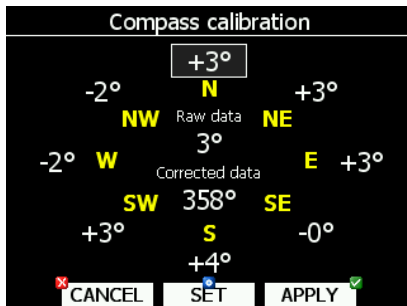 Compass calibration
+3°
-2° N +3°
NW Raw data NE
3°
-2° W E +3°
Corrected data
SW 358° SE
+3° S -0°
+4°
CANCEL SET APPLY